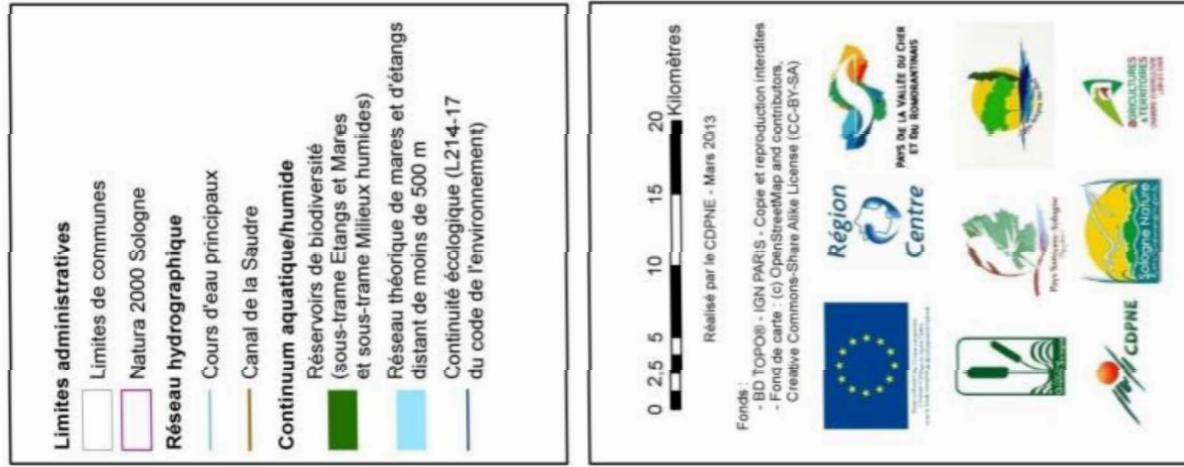 Limites administratives
Limites de communes
Natura 2000 Sologne
Réseau hydrographique
Cours d'eau principaux
Canal de la Saudre
Continuum aquatique/humide
Réservoirs de biodiversité
(sous-trame Etangs et Mares
et sous-trame Milieux humides)
Réseau théorique de mares et d'étangs
distant de moins de 500 m
Continuité écologique (L214-17
du code de l'environnement)
0 2,5 5 10 15 20
Kilomètres
Réalisé par le CDPNE - Mars 2013
Fonds :
- BD TOPO® - IGN PARIS - Copie et reproduction interdites
- Fond de carte : (c) OpenStreetMap and contributors,
Creative Commons-Share Alike License (CC-BY-SA)
Région
Centre
PAYS DE LA VALLÉE DU CHER
ET DU ROMORANTINAIS
CDPNE
Sologne Nature
AGRICULTURES
& TERRITOIRES